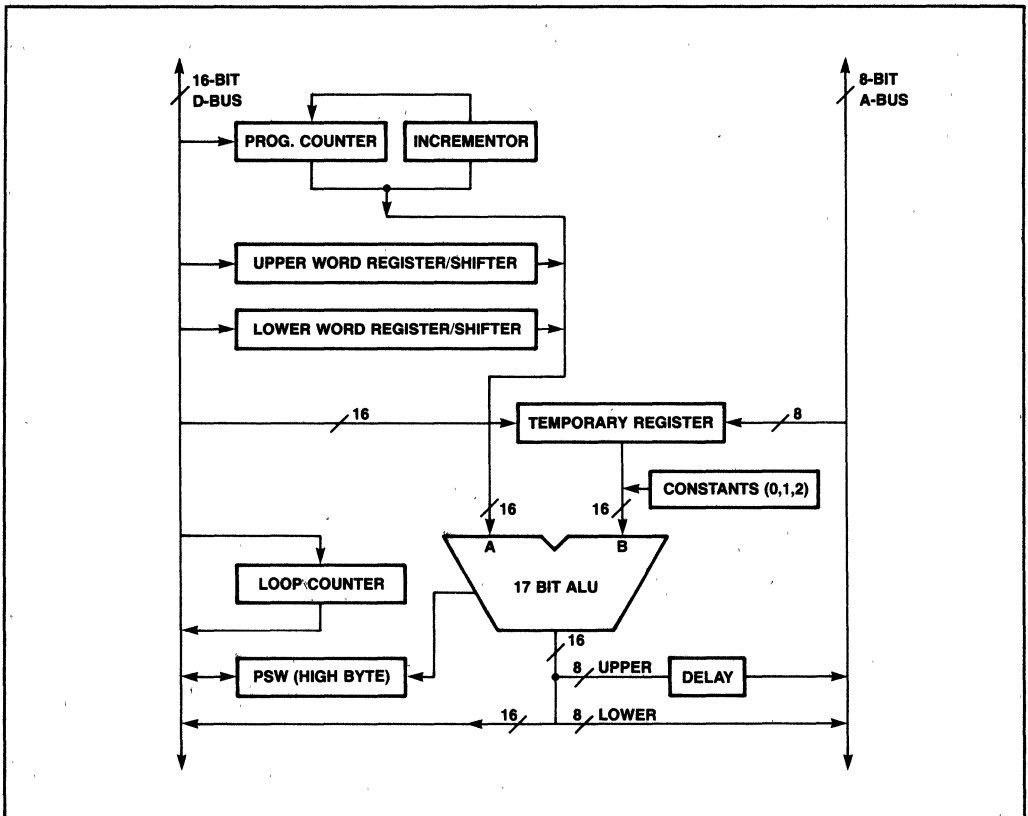 16-BIT
D-BUS
8-BIT
A-BUS
PROG. COUNTER
INCREMENTOR
UPPER WORD REGISTER/SHIFTER
LOWER WORD REGISTER/SHIFTER
16
TEMPORARY REGISTER
8
CONSTANTS (0,1,2)
16
16
A
B
LOOP COUNTER
17 BIT ALU
16
PSW (HIGH BYTE)
8 UPPER
DELAY
16
8 LOWER